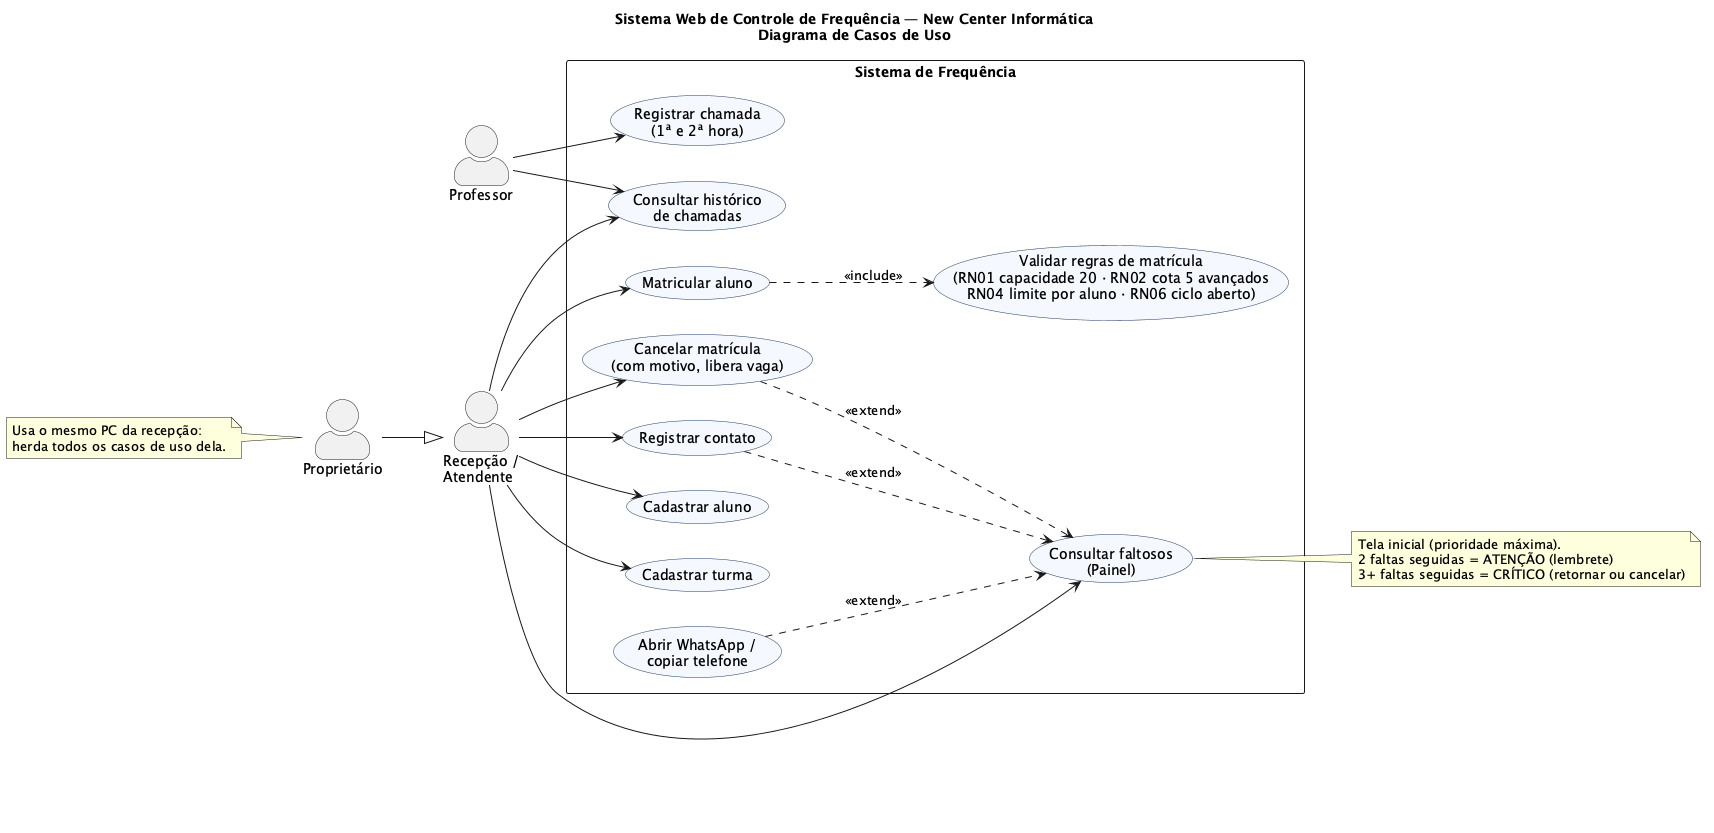 Sistema Web de Controle de Frequência — New Center Informática
Diagrama de Casos de Uso
Sistema de Frequência
Registrar chamada
(1ª e 2ª hora)
Professor
Consultar histórico
de chamadas
Matricular aluno
«include»
Validar regras de matrícula
(RN01 capacidade 20 · RN02 cota 5 avançados
RN04 limite por aluno · RN06 ciclo aberto)
Cancelar matrícula
(com motivo, libera vaga)
«extend»
Usa o mesmo PC da recepção:
herda todos os casos de uso dela.
Proprietário
Recepção /
Atendente
Registrar contato
«extend»
Cadastrar aluno
Cadastrar turma
Consultar faltosos
(Painel)
Tela inicial (prioridade máxima).
2 faltas seguidas = ATENÇÃO (lembrete)
3+ faltas seguidas = CRÍTICO (retornar ou cancelar)
«extend»
Abrir WhatsApp /
copiar telefone